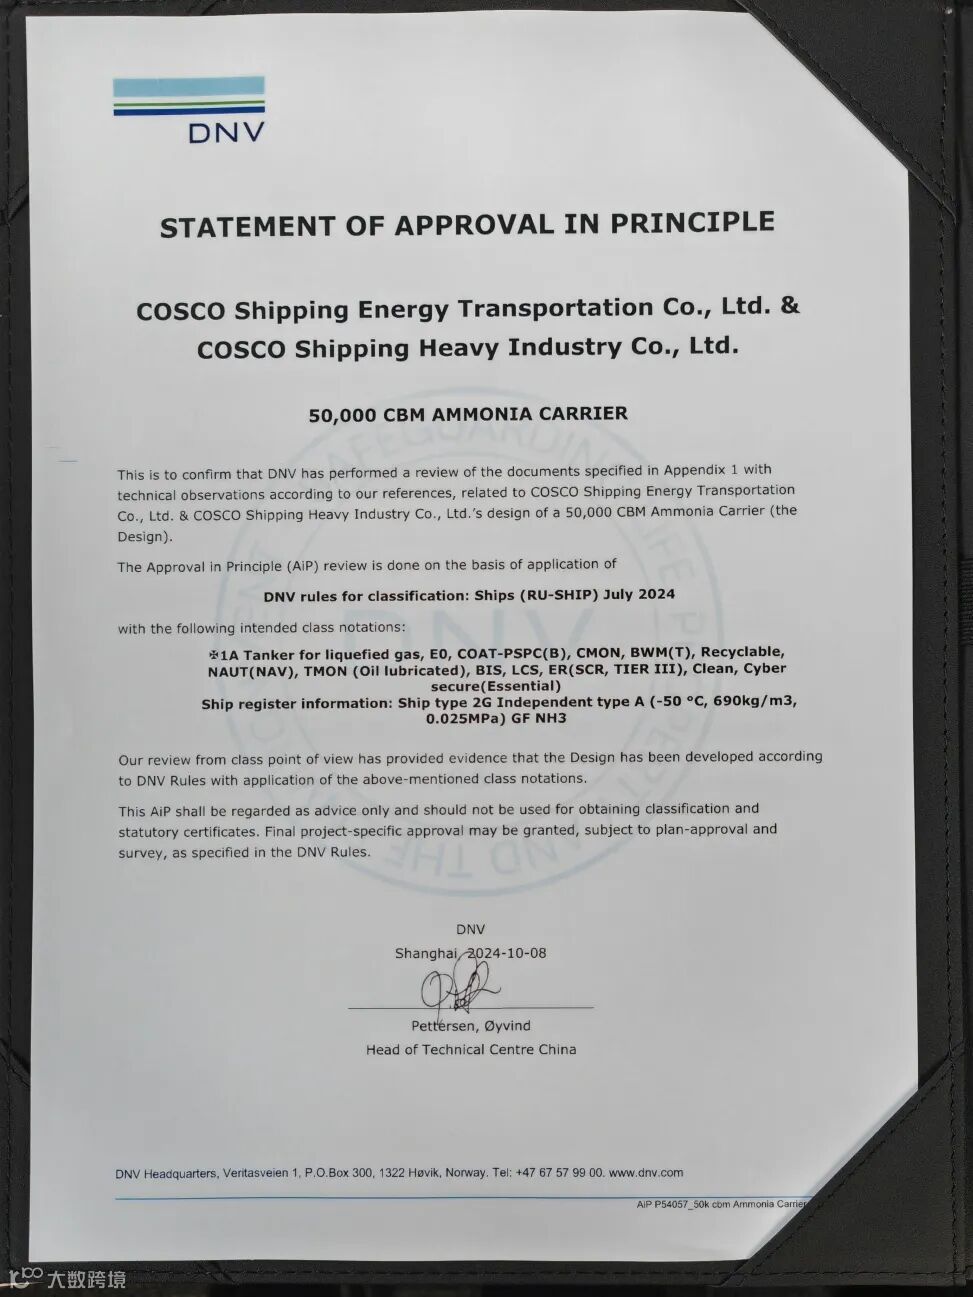 DNV
STATEMENT OF APPROVAL IN PRINCIPLE
COSCO Shipping Energy Transportation Co., Ltd. &
COSCO Shipping Heavy Industry Co., Ltd.
50,000 CBM AMMONIA CARRIER
This is to confirm that DNV has performed a review of the documents specified in Appendix 1 with
technical observations according to our references, related to COSCO Shipping Energy Transportation
Co., Ltd. & COSCO Shipping Heavy Industry Co., Ltd.'s design of a 50,000 CBM Ammonia Carrier (the
Design).
The Approval in Principle (AiP) review is done on the basis of application of
DNV rules for classification: Ships (RU-SHIP) July 2024
with the following intended class notations:
✠1A Tanker for liquefied gas, E0, COAT-PSPC(B), CMON, BWM(T), Recyclable,
NAUT(NAV), TMON (Oil lubricated), BIS, LCS, ER(SCR, TIER III), Clean, Cyber
secure(Essential)
Ship register information: Ship type 2G Independent type A (-50 °C, 690kg/m3,
0.025MPa) GF NH3
Our review from class point of view has provided evidence that the Design has been developed according
to DNV Rules with application of the above-mentioned class notations.
This AiP shall be regarded as advice only and should not be used for obtaining classification and
statutory certificates. Final project-specific approval may be granted, subject to plan-approval and
survey, as specified in the DNV Rules.
DNV
Shanghai, 2024-10-08
Pettersen, Øyvind
Head of Technical Centre China
DNV Headquarters, Veritasveien 1, P.O.Box 300, 1322 Høvik, Norway. Tel: +47 67 57 99 00. www.dnv.com
AiP P54057_50k cbm Ammonia Carrier
大数跨境